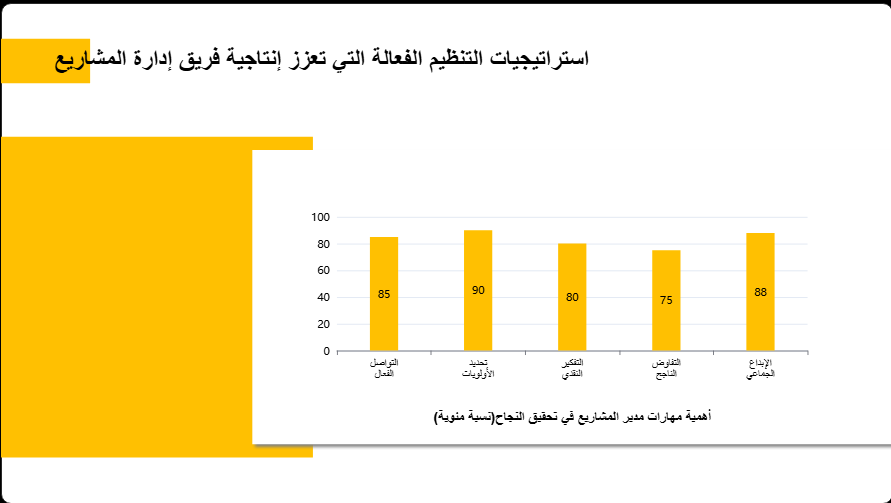 استراتيجيات التنظيم الفعالة التي تعزز إنتاجية فريق إدارة المشاريع
100
80
60
40
20
0
85
90
80
75
88
التواصل
الفعال
تحديد
الأولويات
التفكير
النقدي
التفاوض
الناجح
الإبداع
الجماعي
أهمية مهارات مدير المشاريع في تحقيق النجاح(نسبة مئوية)